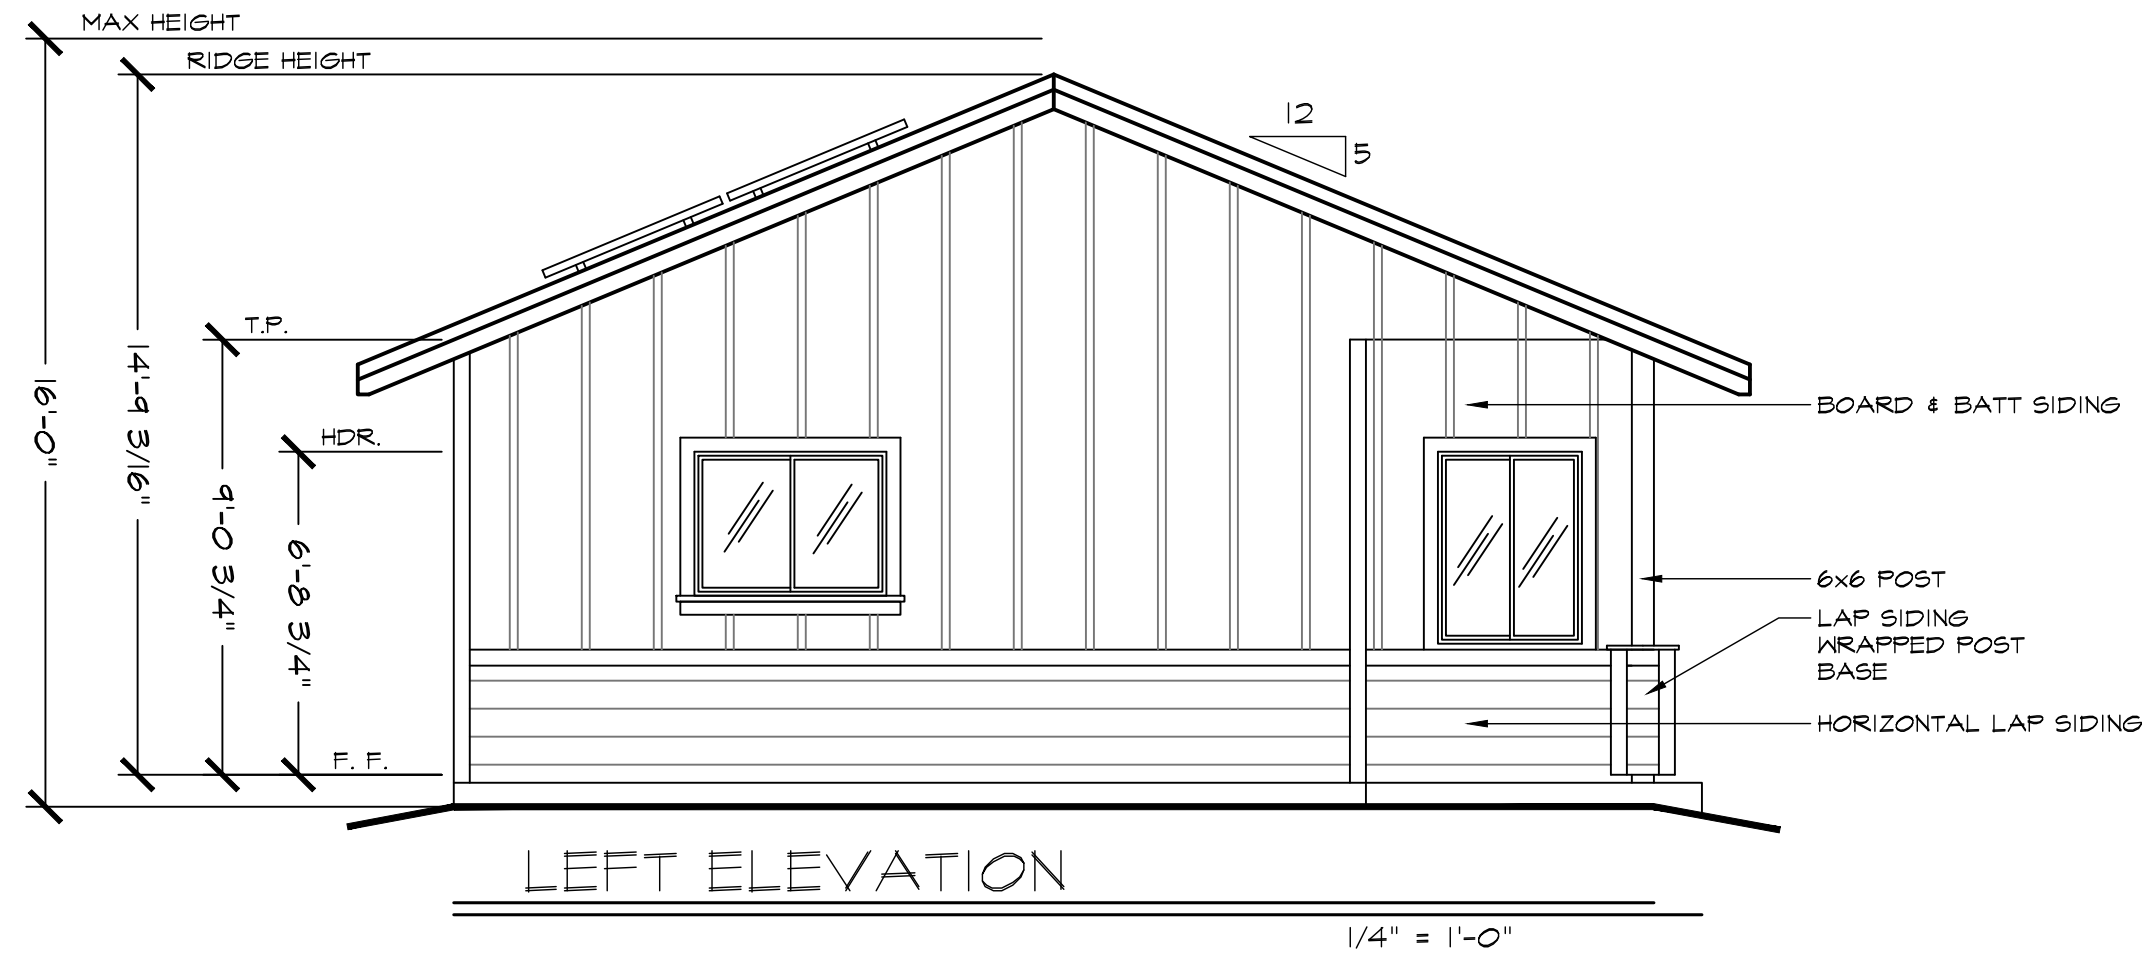 MAX HEIGHT
RIDGE HEIGHT
12
5
T.P.
HDR.
16'-0"
14'-9 3/16"
9'-0 3/4"
6'-8 3/4"
BOARD & BATT SIDING
6x6 POST
LAP SIDING
WRAPPED POST
BASE
HORIZONTAL LAP SIDING
F. F.
LEFT ELEVATION
1/4" = 1'-0"